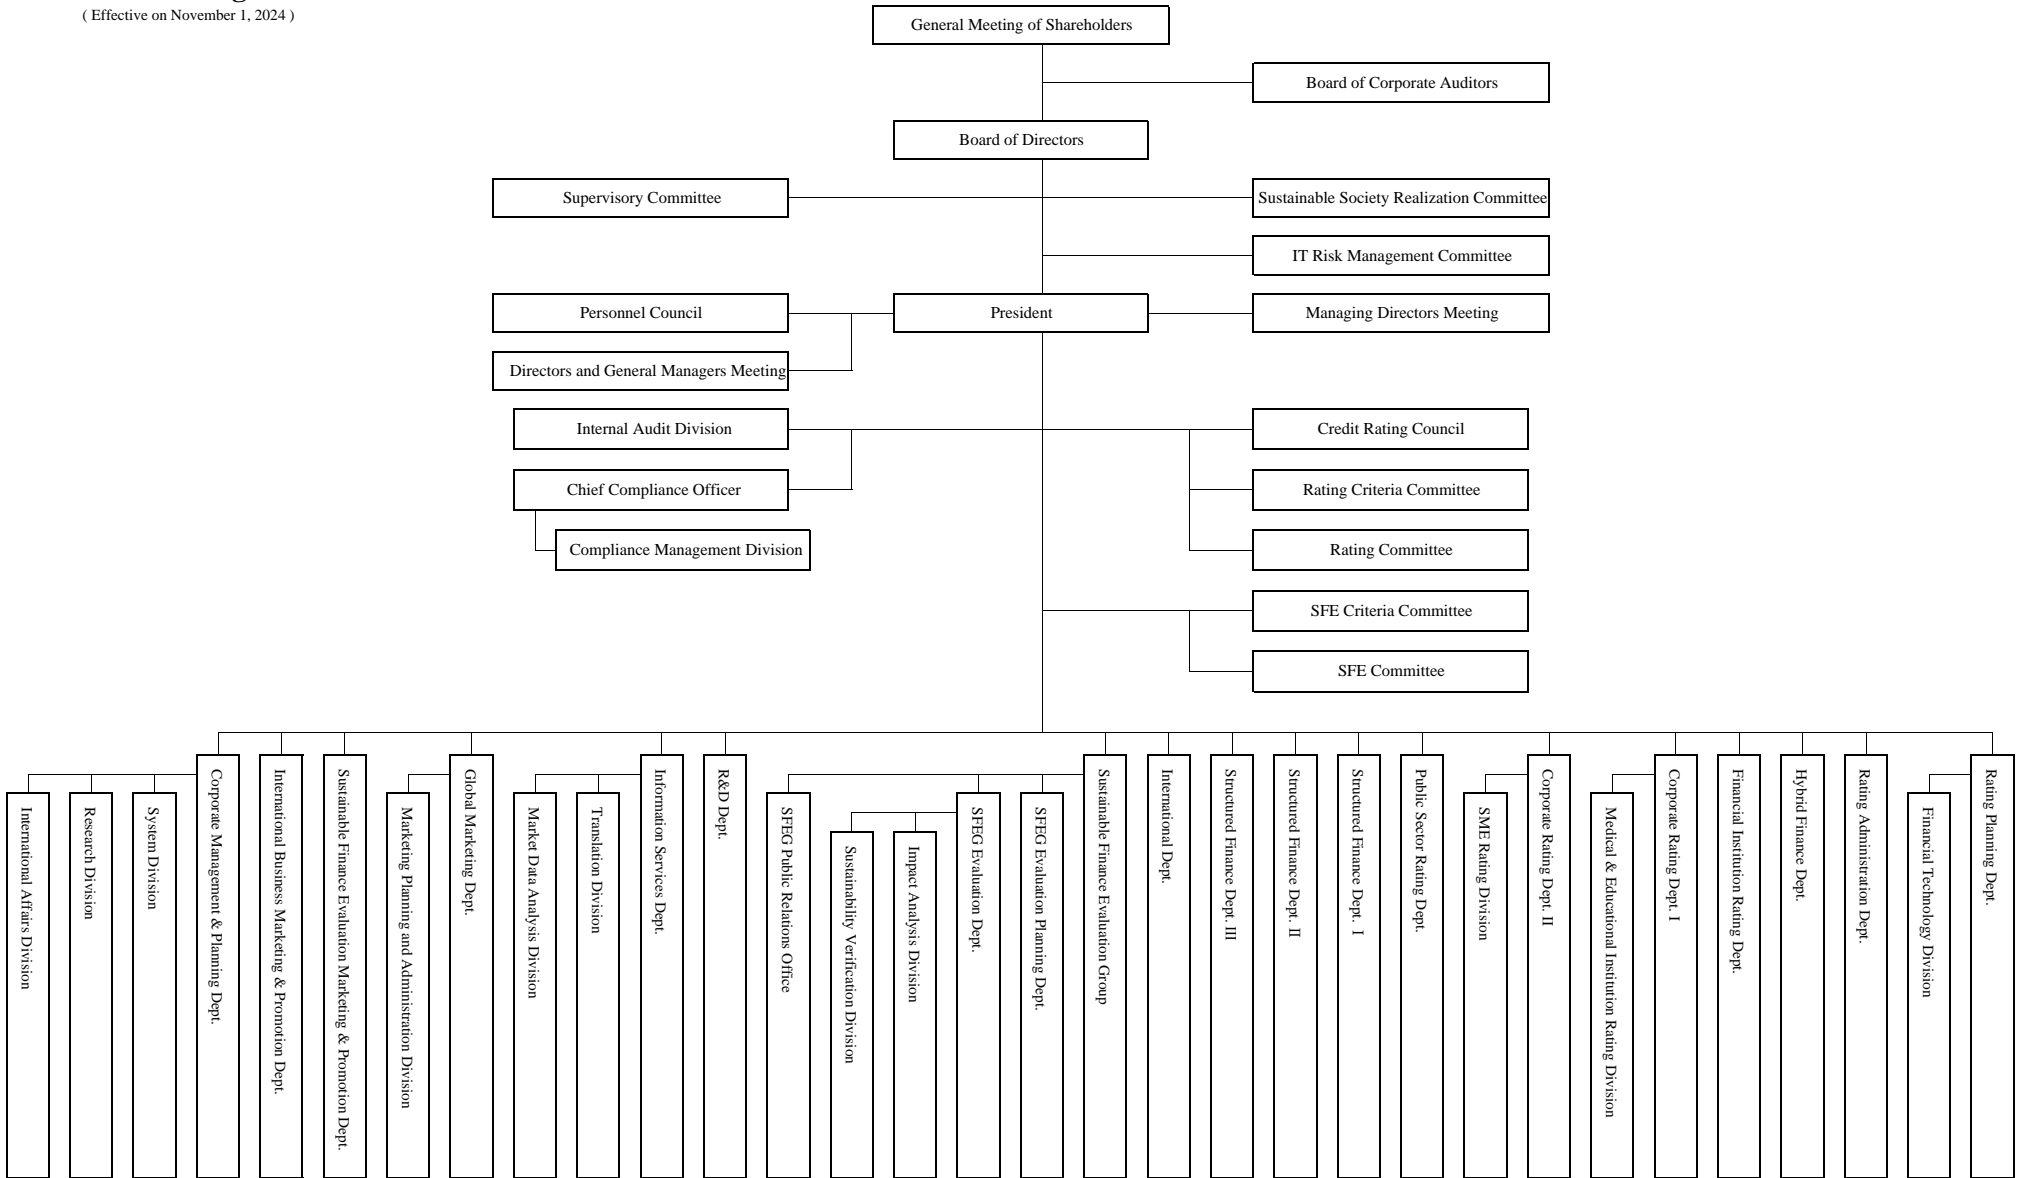 ( Effective on November 1, 2024 )
General Meeting of Shareholders
Board of Corporate Auditors
Board of Directors
Supervisory Committee
Sustainable Society Realization Committee
IT Risk Management Committee
Personnel Council
President
Managing Directors Meeting
Directors and General Managers Meeting
Internal Audit Division
Credit Rating Council
Chief Compliance Officer
Rating Criteria Committee
Compliance Management Division
Rating Committee
SFE Criteria Committee
SFE Committee
International Affairs Division
Research Division
System Division
Corporate Management & Planning Dept.
International Business Marketing & Promotion Dept.
Sustainable Finance Evaluation Marketing & Promotion Dept.
Marketing Planning and Administration Division
Global Marketing Dept.
Market Data Analysis Division
Translation Division
Information Services Dept.
R&D Dept.
SFEG Public Relations Office
Sustainability Verification Division
Impact Analysis Division
SFEG Evaluation Dept.
SFEG Evaluation Planning Dept.
Sustainable Finance Evaluation Group
International Dept.
Structured Finance Dept. III
Structured Finance Dept. II
Structured Finance Dept. I
Public Sector Rating Dept.
SME Rating Division
Corporate Rating Dept. II
Medical & Educational Institution Rating Division
Corporate Rating Dept. I
Financial Institution Rating Dept.
Hybrid Finance Dept.
Rating Administration Dept.
Financial Technology Division
Rating Planning Dept.